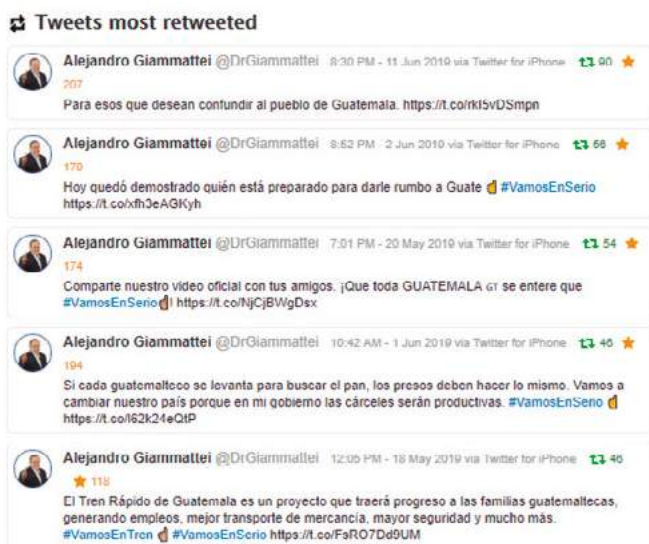 Tweets most retweeted
Alejandro Giammattei @DrGiammattei 8:30 PM - 11 Jun 2019 via Twitter for iPhone 90
207
Para esos que desean confundir al pueblo de Guatemala. https://t.co/rkI5vDSmpn
Alejandro Giammattei @DrGiammattei 8:52 PM - 2 Jun 2019 via Twitter for iPhone 56
170
Hoy quedó demostrado quién está preparado para darle rumbo a Guate ☝ #VamosEnSerio
https://t.co/xfh3eAGKyh
Alejandro Giammattei @DrGiammattei 7:01 PM - 20 May 2019 via Twitter for iPhone 54
174
Comparte nuestro video oficial con tus amigos. ¡Que toda GUATEMALA GT se entere que
#VamosEnSerio☝! https://t.co/NjCjBWgDsx
Alejandro Giammattei @DrGiammattei 10:42 AM - 1 Jun 2019 via Twitter for iPhone 46
194
Si cada guatemalteco se levanta para buscar el pan, los presos deben hacer lo mismo. Vamos a
cambiar nuestro país porque en mi gobierno las cárceles serán productivas. #VamosEnSerio ☝
https://t.co/l62k24eQtP
Alejandro Giammattei @DrGiammattei 12:05 PM - 18 May 2019 via Twitter for iPhone 46
118
El Tren Rápido de Guatemala es un proyecto que traerá progreso a las familias guatemaltecas,
generando empleos, mejor transporte de mercancía, mayor seguridad y mucho más.
#VamosEnTren ☝ #VamosEnSerio https://t.co/FsRO7Dd9UM